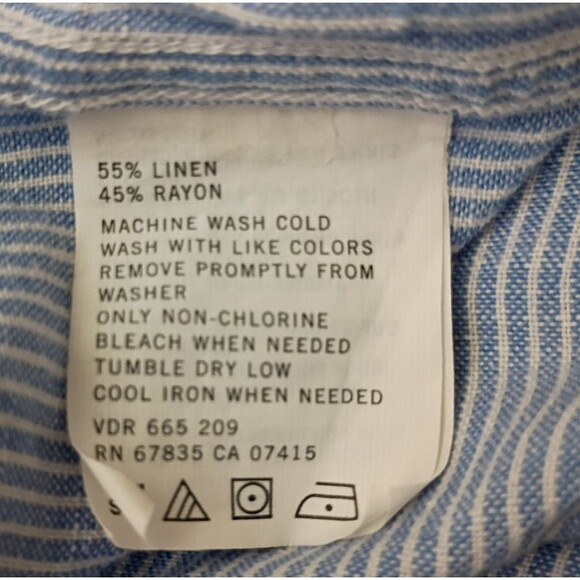 55% LINEN
45% RAYON
MACHINE WASH COLD
WASH WITH LIKE COLORS
REMOVE PROMPTLY FROM
WASHER
ONLY NON-CHLORINE
BLEACH WHEN NEEDED
TUMBLE DRY LOW
COOL IRON WHEN NEEDED
VDR 665 209
RN 67835 CA 07415